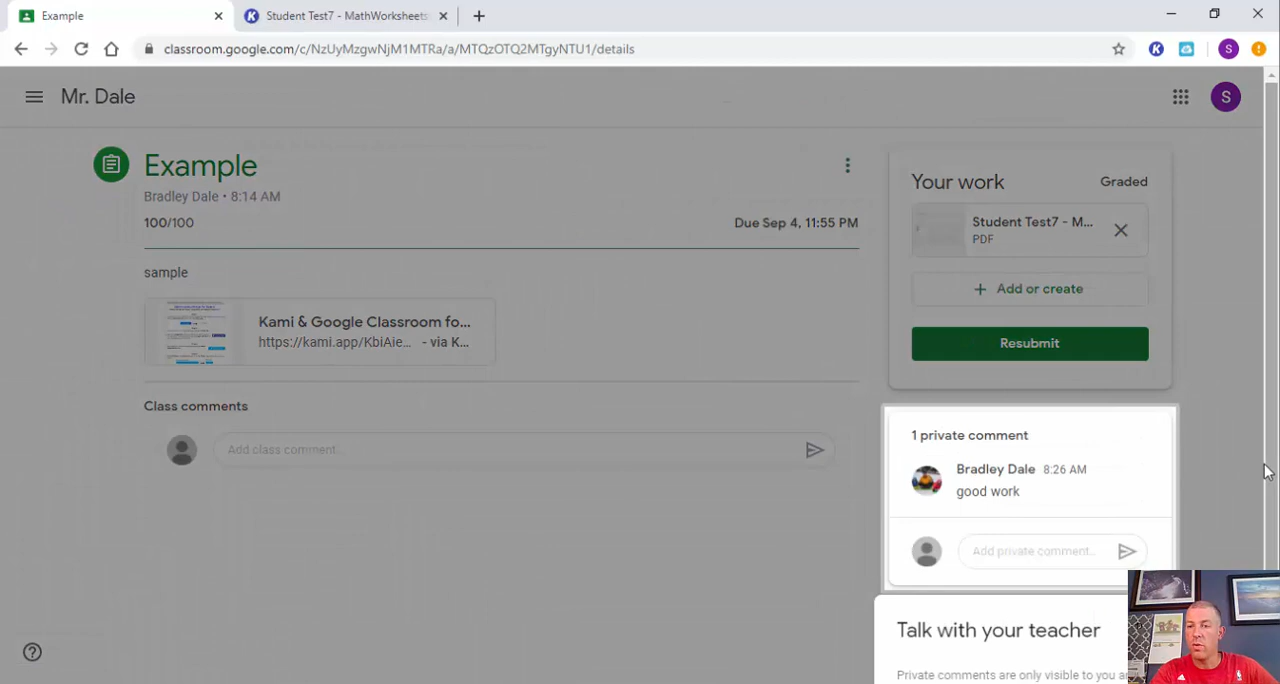 Example
Student Test7 - MathWorksheets
classroom.google.com/c/NzUyMzgwNjM1MTRa/a/MTQzOTQ2MTgyNTU1/details
S
Mr. Dale
S
Example
Bradley Dale • 8:14 AM
100/100
Due Sep 4, 11:55 PM
sample
Kami & Google Classroom fo...
https://kami.app/KbiAie... - via K...
Class comments
Add class comment...
Your work
Graded
Student Test7 - M...
PDF
+ Add or create
Resubmit
1 private comment
Bradley Dale 8:26 AM
good work
Add private comment...
Talk with your teacher
Private comments are only visible to you